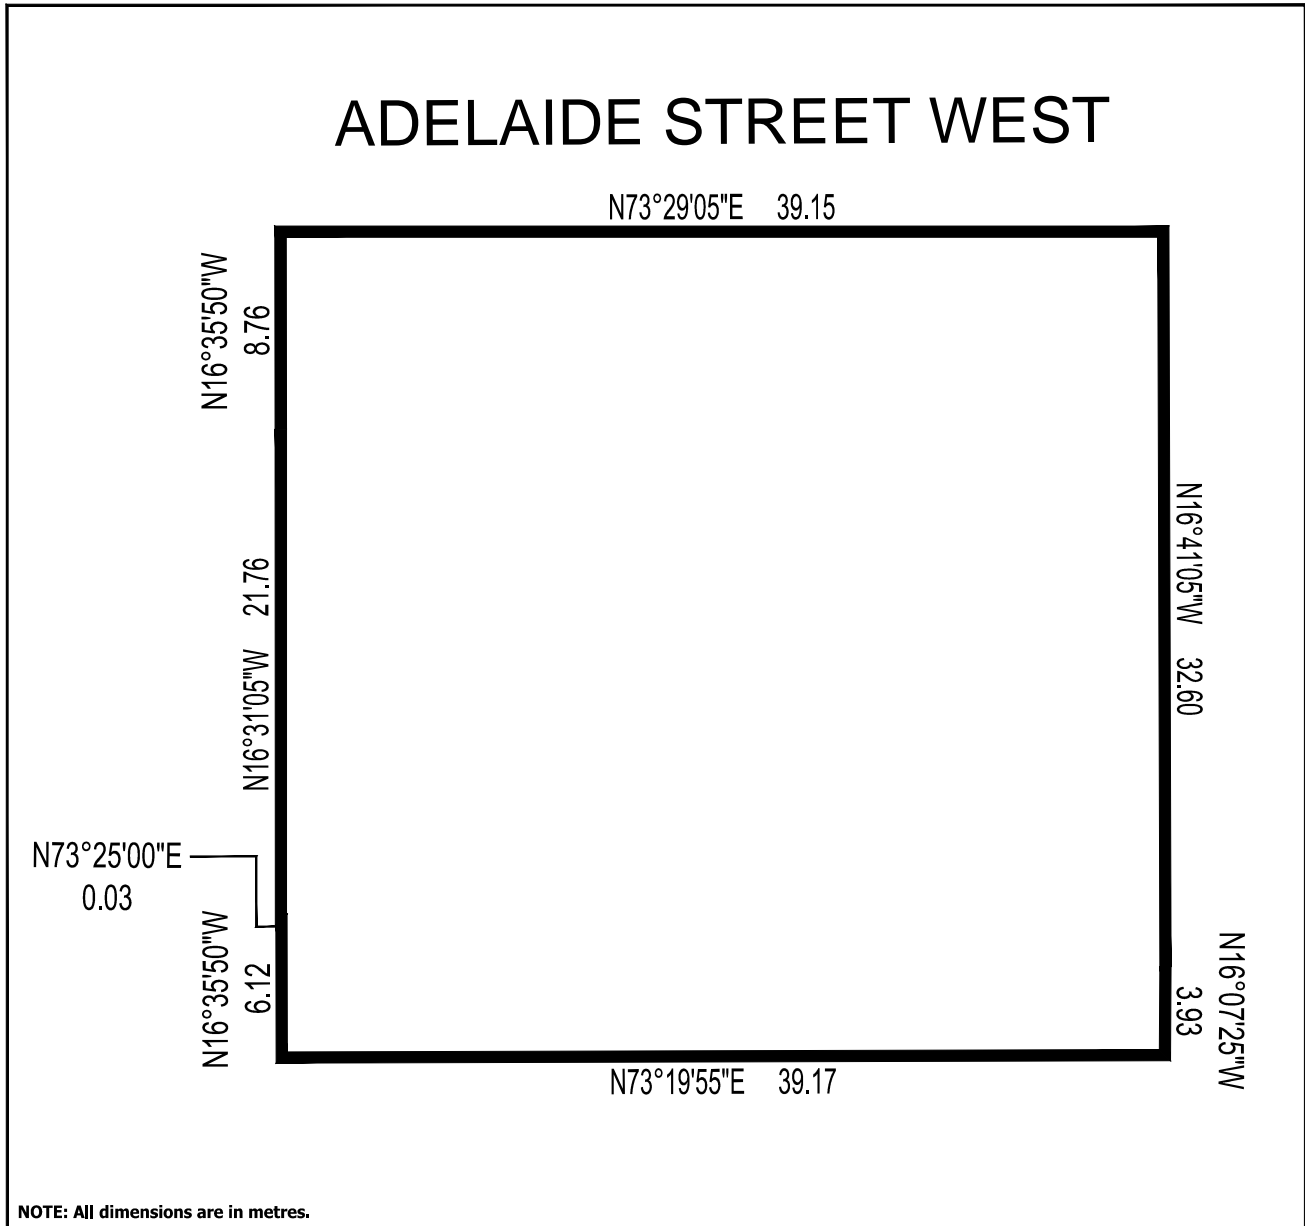 ADELAIDE STREET WEST
N73°29'05"E 39.15
N16°35'50"W
8.76
N16°31'05"W 21.76
N16°41'05"W 32.60
N73°25'00"E
0.03
N16°35'50"W
6.12
3.93
N16°07'25"W
N73°19'55"E 39.17
NOTE: All dimensions are in metres.